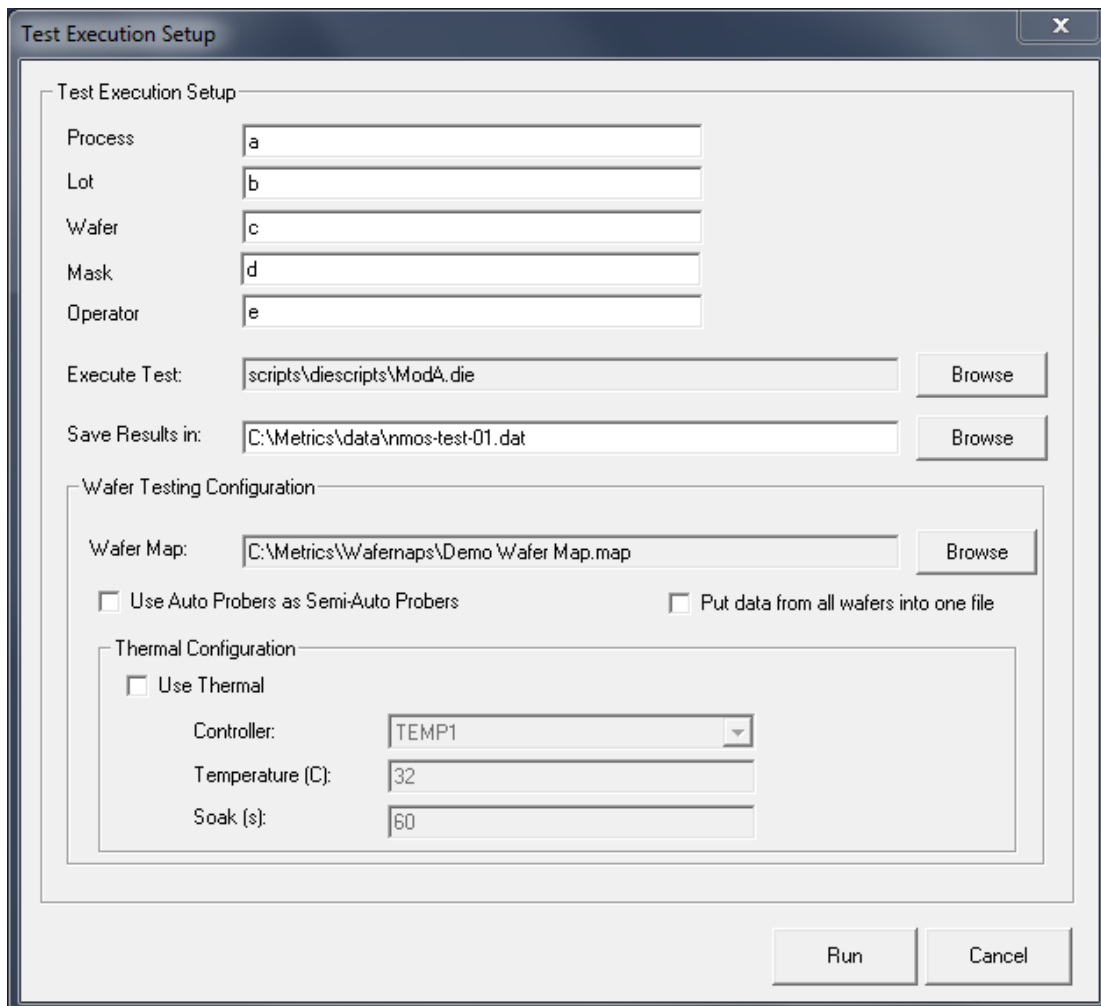 Test Execution Setup
x
Test Execution Setup
Process a
Lot b
Wafer c
Mask d
Operator e
Execute Test: scripts\diescripts\ModA.die Browse
Save Results in: C:\Metrics\data\nmos-test-01.dat Browse
Wafer Testing Configuration
Wafer Map: C:\Metrics\Wafernaps\Demo Wafer Map.map Browse
Use Auto Probers as Semi-Auto Probers Put data from all wafers into one file
Thermal Configuration
Use Thermal
Controller: TEMP1
Temperature (C): 32
Soak (s): 60
Run Cancel